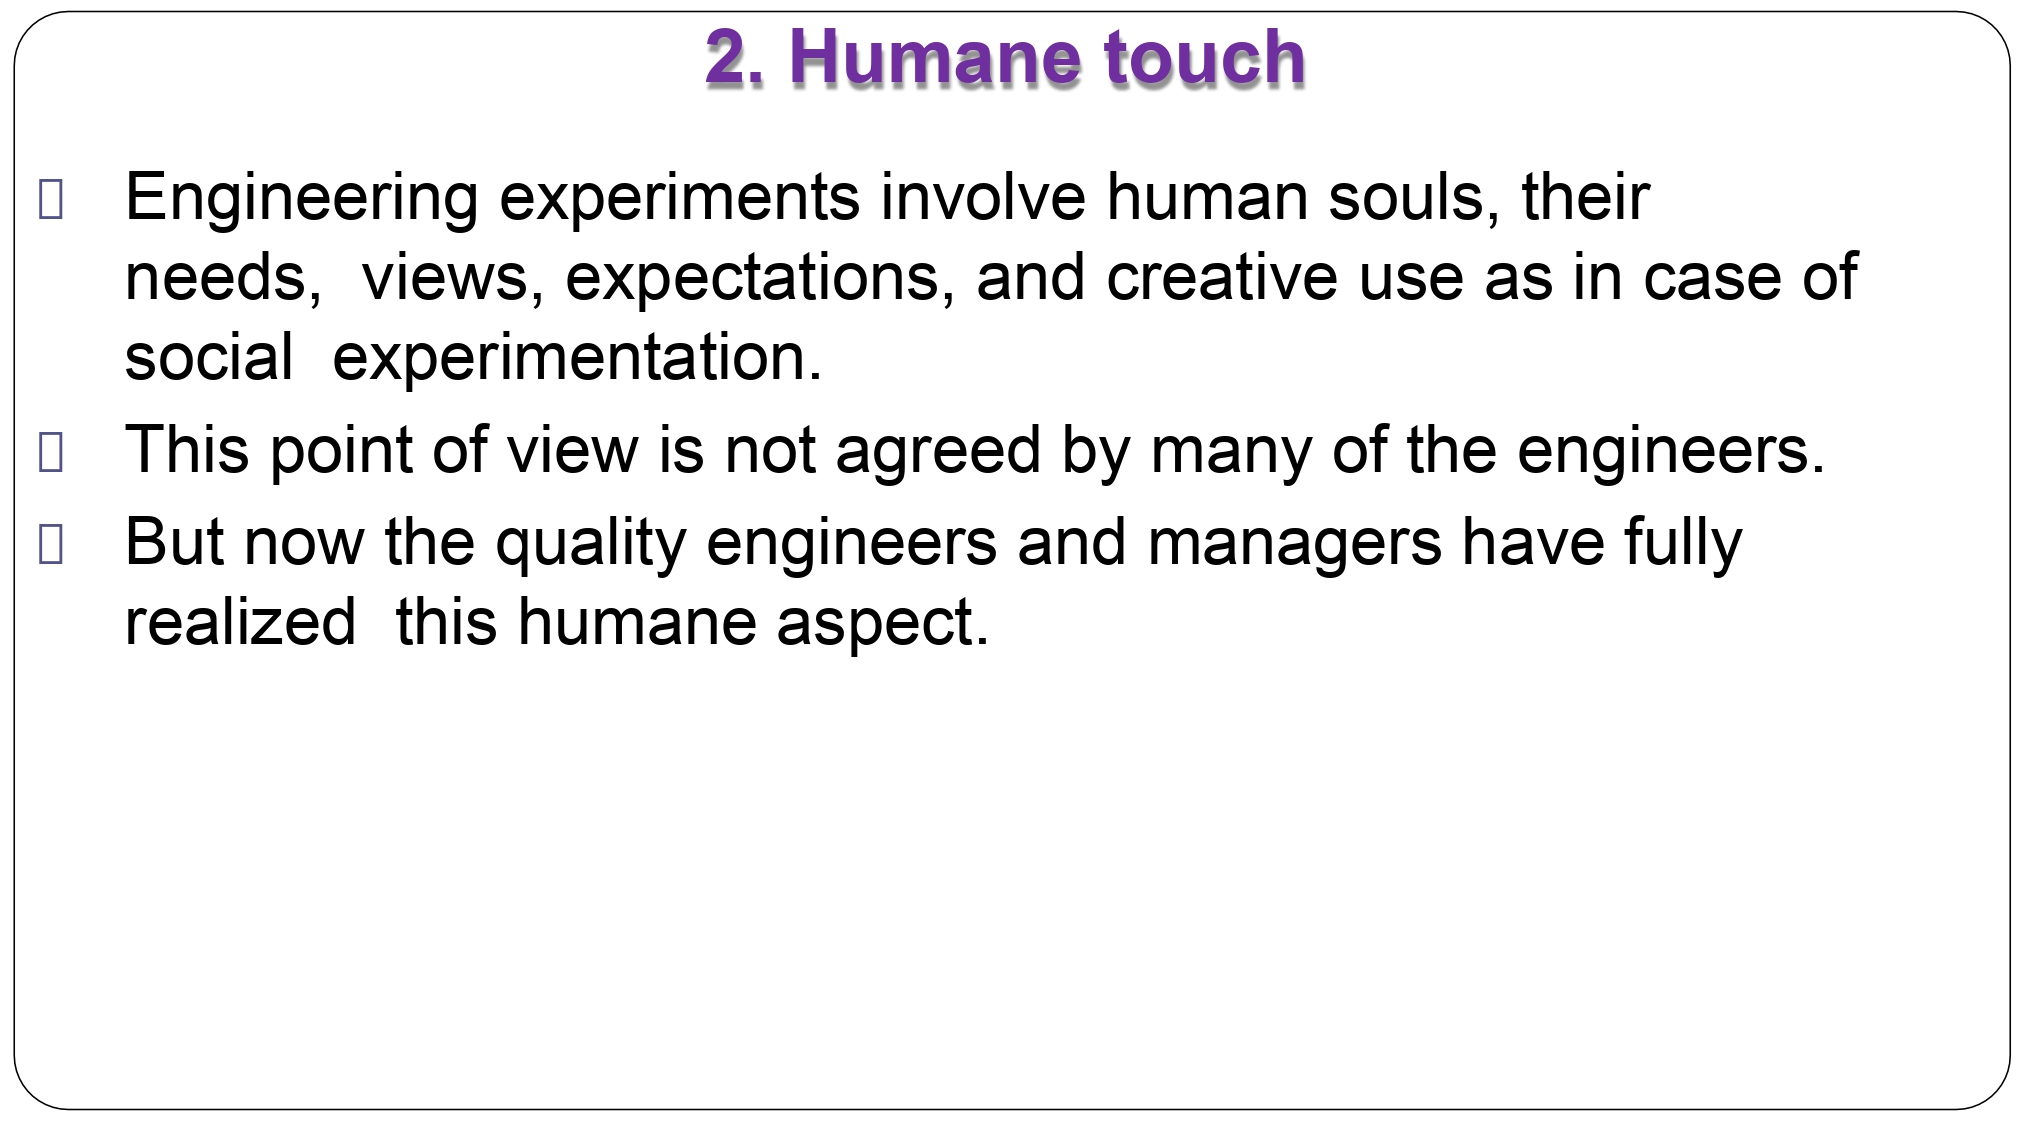 2. Humane touch
Engineering experiments involve human souls, their
needs,  views, expectations, and creative use as in case of
social  experimentation.
This point of view is not agreed by many of the engineers.
But now the quality engineers and managers have fully
realized  this humane aspect.